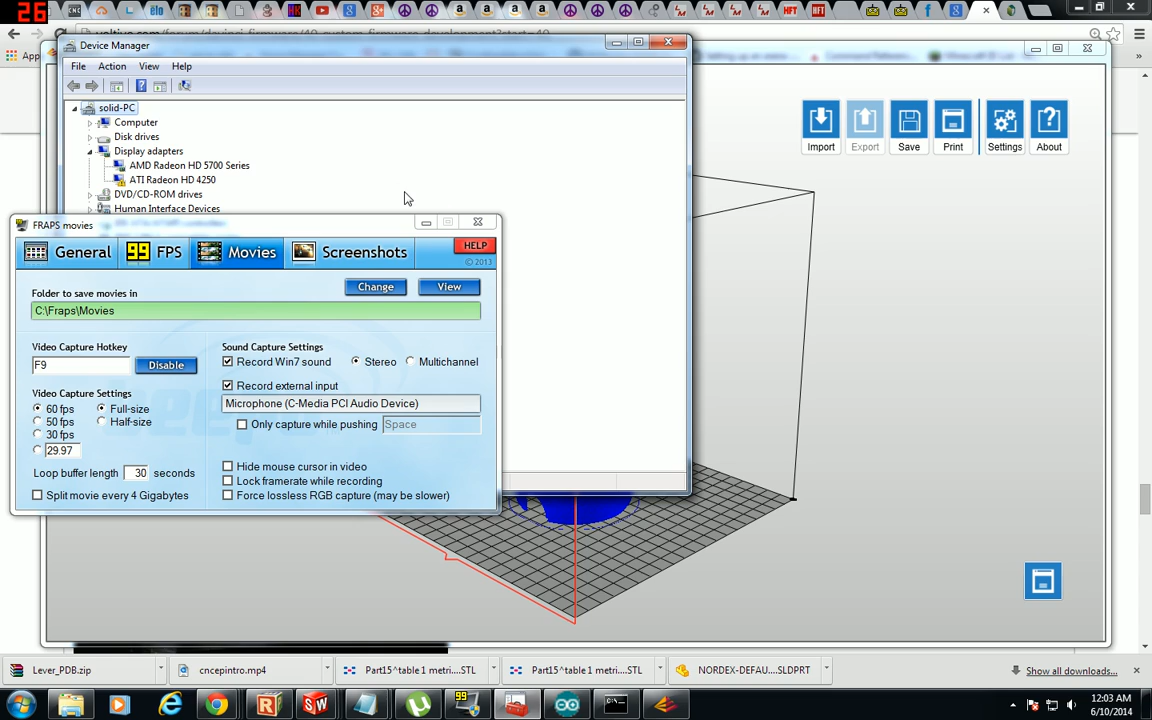 26
Device Manager
File Action View Help
solid-PC
Computer
Disk drives
Display adapters
AMD Radeon HD 5700 Series
ATI Radeon HD 4250
DVD/CD-ROM drives
Human Interface Devices
Import Export Save Print Settings About
FRAPS movies
General 99 FPS Movies Screenshots HELP
© 2013
Folder to save movies in Change View
C:\Fraps\Movies
Video Capture Hotkey
F9 Disable
Video Capture Settings
60 fps Full-size
50 fps Half-size
30 fps
29.97
Loop buffer length 30 seconds
Split movie every 4 Gigabytes
Sound Capture Settings
Record Win7 sound Stereo Multichannel
Record external input
Microphone (C-Media PCI Audio Device)
Only capture while pushing Space
Hide mouse cursor in video
Lock framerate while recording
Force lossless RGB capture (may be slower)
Lever_PDB.zip cncepintro.mp4 Part15^table 1 metri....STL Part15^table 1 metri....STL NORDEX-DEFAU....SLDPRT Show all downloads...
12:03 AM
6/10/2014